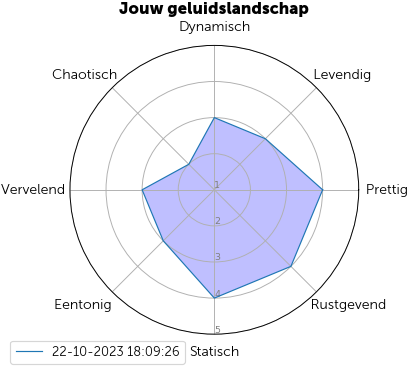 Jouw geluidslandschap
Dynamisch
Chaotisch
Levendig
Vervelend
1
Prettig
2
3
4
Eentonig
Rustgevend
5
22-10-2023 18:09:26
Statisch